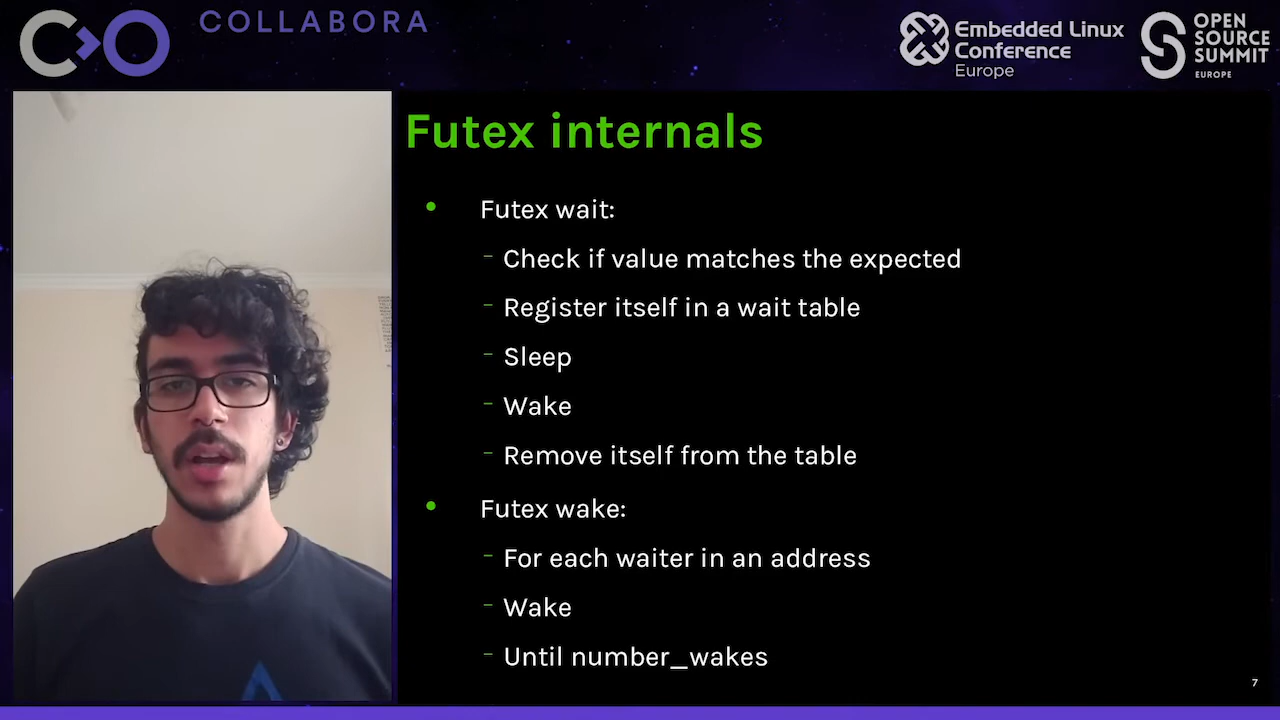 COLLABORA
Embedded Linux
Conference
Europe
OPEN
SOURCE
SUMMIT
EUROPE
Futex internals
• Futex wait:
– Check if value matches the expected
– Register itself in a wait table
– Sleep
– Wake
– Remove itself from the table
• Futex wake:
– For each waiter in an address
– Wake
– Until number_wakes
7